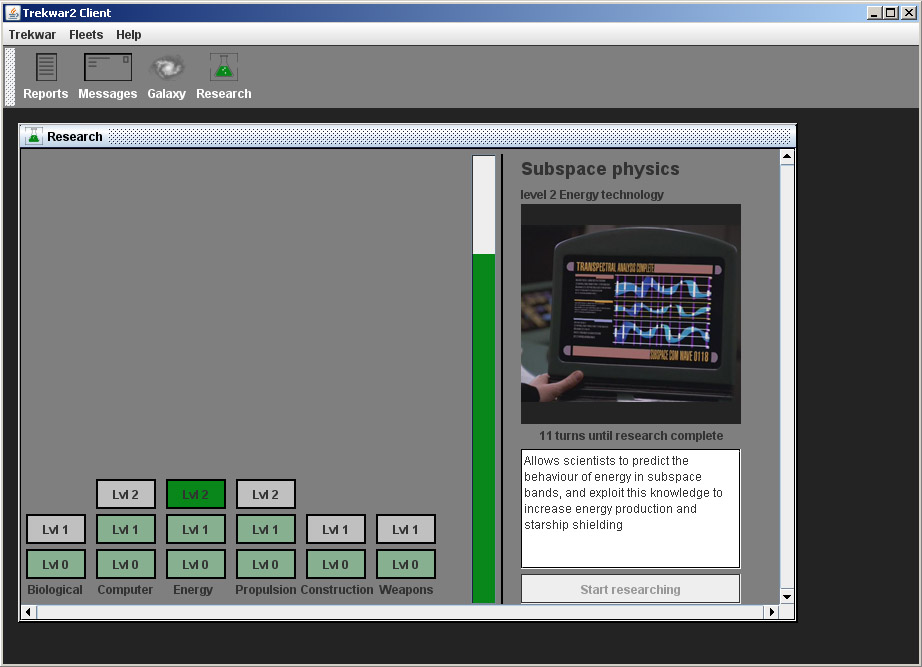 Trekwar2 Client
Trekwar Fleets Help
Reports Messages Galaxy Research
Research
Subspace physics
level 2 Energy technology
TRANSPECTRAL ANALYSIS COMPLETE
SUBSPACE COM WAVE 0118
11 turns until research complete
Allows scientists to predict the
behaviour of energy in subspace
bands, and exploit this knowledge to
increase energy production and
starship shielding
Start researching
Lvl 2 Lvl 2 Lvl 2
Lvl 1 Lvl 1 Lvl 1 Lvl 1 Lvl 1 Lvl 1
Lvl 0 Lvl 0 Lvl 0 Lvl 0 Lvl 0 Lvl 0
Biological Computer Energy Propulsion Construction Weapons